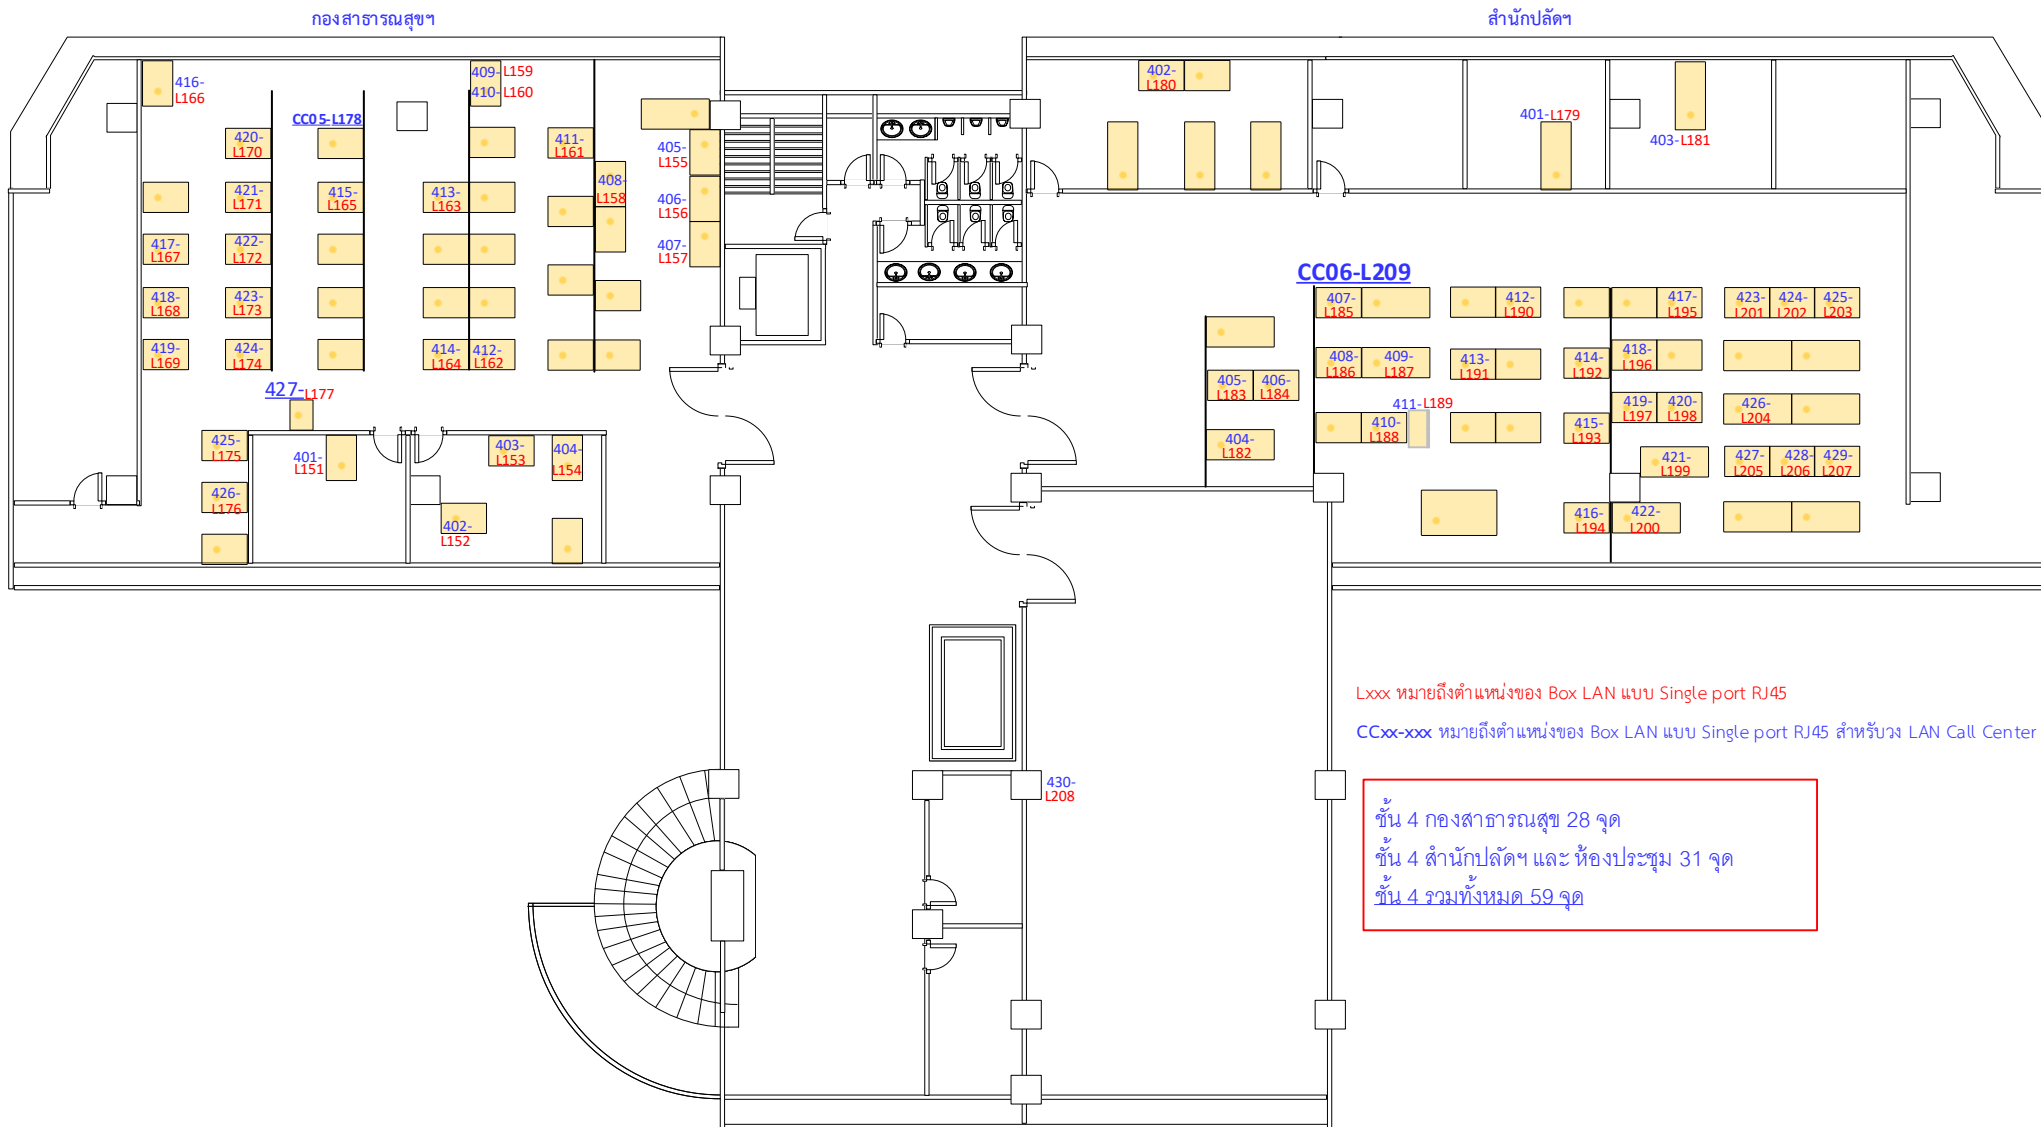 กองสาธารณสุขฯ
สำนักปลัดฯ
416-
L166
409-L159
410-L160
CC05-L178
420-
L170
411-
L161
405-
L155
421-
L171
415-
L165
413-
L163
408-
L158
406-
L156
417-
L167
422-
L172
407-
L157
418-
L168
423-
L173
419-
L169
424-
L174
414-
L164
412-
L162
427-L177
425-
L175
401-
L151
403-
L153
404-
L154
426-
L176
402-
L152
402-
L180
401-L179
403-L181
CC06-L209
407-
L185
412-
L190
417-
L195
423-
L201
424-
L202
425-
L203
408-
L186
409-
L187
413-
L191
414-
L192
418-
L196
405-
L183
406-
L184
411-L189
419-
L197
420-
L198
426-
L204
410-
L188
415-
L193
404-
L182
421-
L199
427-
L205
428-
L206
429-
L207
416-
L194
422-
L200
430-
L208
Lxxx หมายถึงตำแหน่งของ Box LAN แบบ Single port RJ45
CCxx-xxx หมายถึงตำแหน่งของ Box LAN แบบ Single port RJ45 สำหรับวง LAN Call Center
ชั้น 4 กองสาธารณสุข 28 จุด
ชั้น 4 สำนักปลัดฯ และ ห้องประชุม 31 จุด
ชั้น 4 รวมทั้งหมด 59 จุด